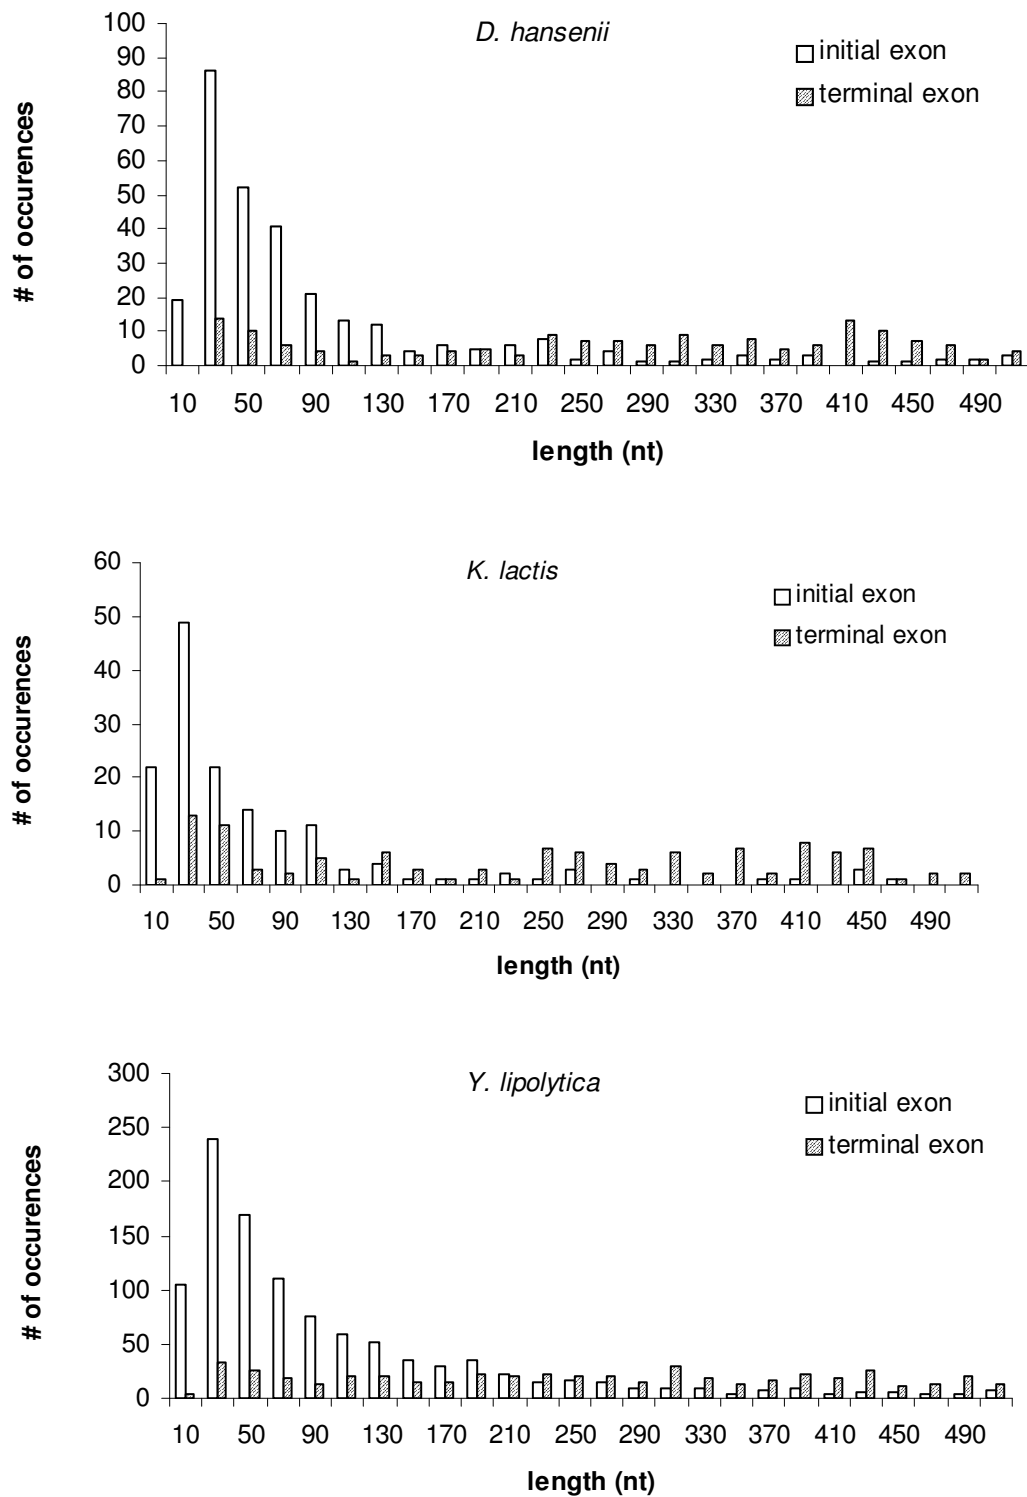 D. hansenii
initial exon
terminal exon
# of occurences
100
90
80
70
60
50
40
30
20
10
0
10 50 90 130 170 210 250 290 330 370 410 450 490
length (nt)
K. lactis
initial exon
terminal exon
# of occurences
60
50
40
30
20
10
0
10 50 90 130 170 210 250 290 330 370 410 450 490
length (nt)
Y. lipolytica
initial exon
terminal exon
# of occurences
300
250
200
150
100
50
0
10 50 90 130 170 210 250 290 330 370 410 450 490
length (nt)